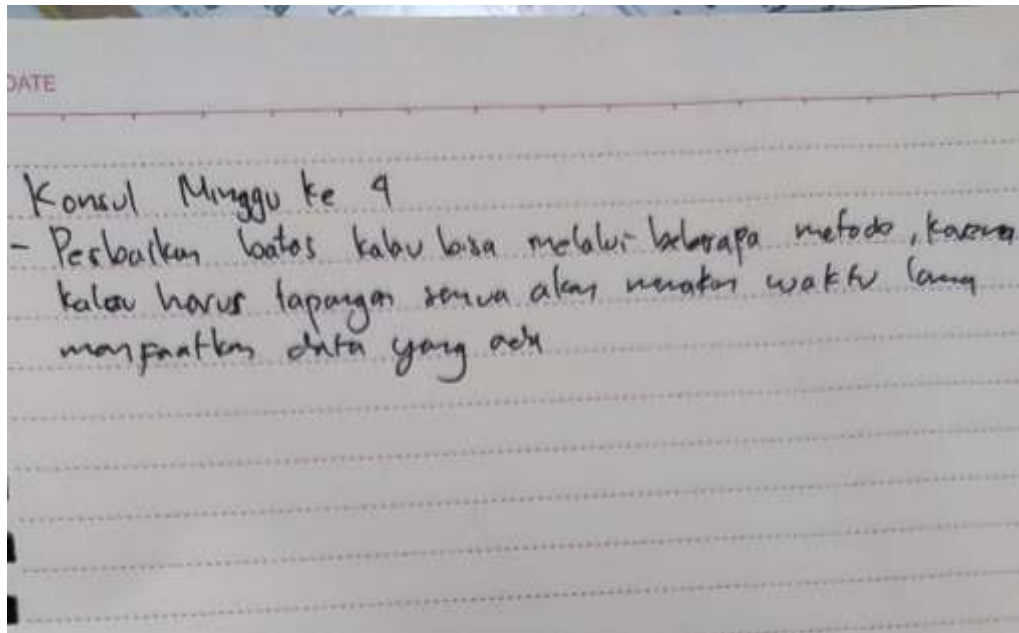 DATE
Konsul Minggu ke 4
- Perbaikan batas kalau bisa melalui beberapa metode, karena
kalau harus lapangan semua akan memakan waktu lama
manfaatkan data yang ada